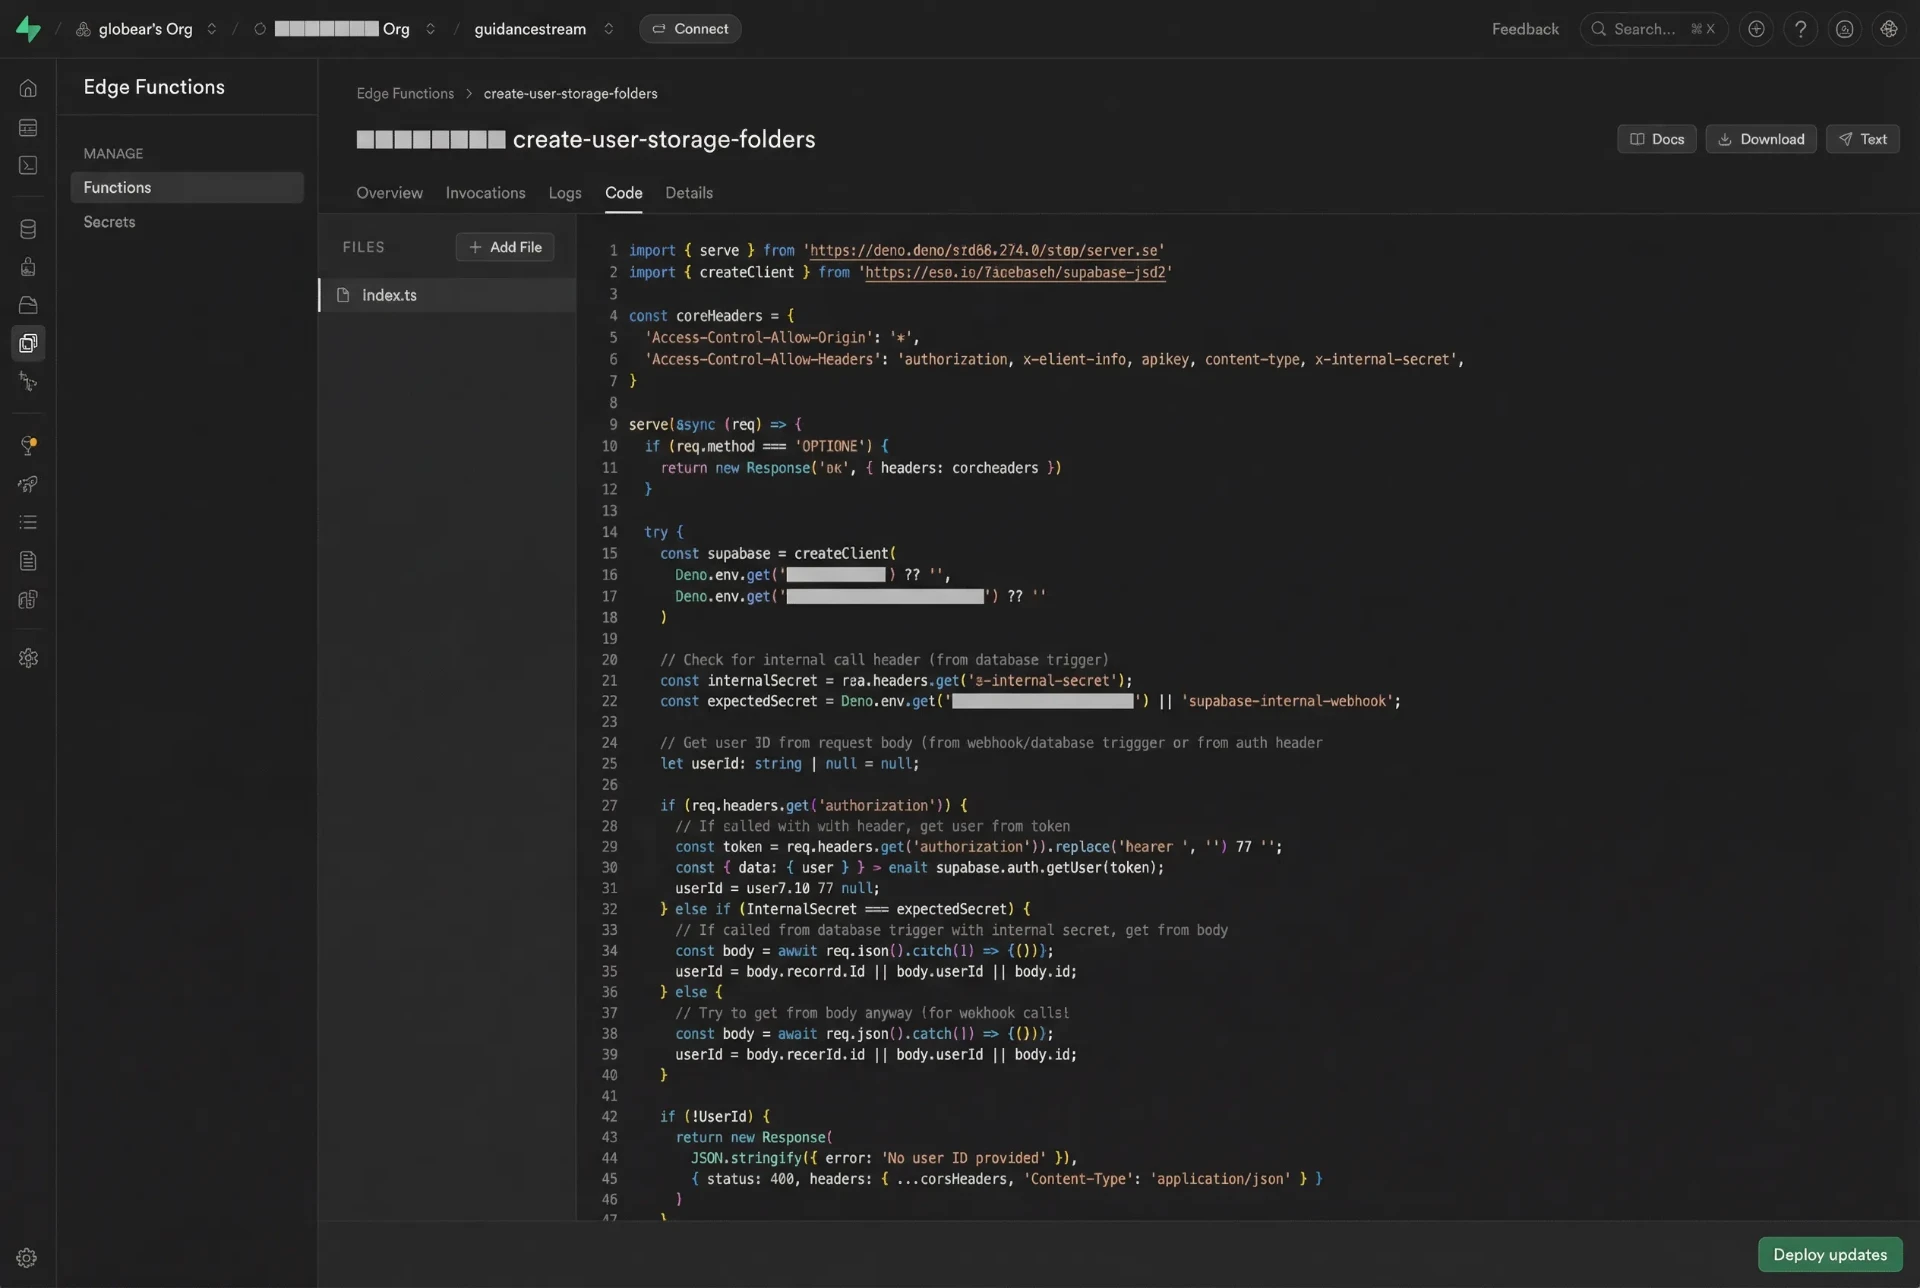 globear's Org
Org
guidancestream
Connect
Feedback
Search...
⌘ X
Edge Functions
MANAGE
Functions
Secrets
Edge Functions > create-user-storage-folders
create-user-storage-folders
Docs
Download
Text
Overview
Invocations
Logs
Code
Details
FILES
+ Add File
index.ts
1 import { serve } from 'https://deno.deno/std66.274.0/stop/server.se'
2 import { createClient } from 'https://eso.io/7icebaseh/supabase-jsd2'
3
4 const coreHeaders = {
5 'Access-Control-Allow-Origin': '*',
6 'Access-Control-Allow-Headers': 'authorization, x-elient-info, apikey, content-type, x-internal-secret',
7 }
8
9 serve(async (req) => {
10 if (req.method === 'OPTIONE') {
11 return new Response('OK', { headers: corcheaders })
12 }
13
14 try {
15 const supabase = createClient(
16 Deno.env.get(' ) ?? '',
17 Deno.env.get(' ') ?? ''
18 )
19
20 // Check for internal call header (from database trigger)
21 const internalSecret = rea.headers.get('s-internal-secret');
22 const expectedSecret = Deno.env.get(' ') || 'supabase-internal-webhook';
23
24 // Get user ID from request body (from webhook/database triggger or from auth header
25 let userId: string | null = null;
26
27 if (req.headers.get('authorization')) {
28 // If called with with header, get user from token
29 const token = req.headers.get('authorization')).replace('hearer ', '') 77 '';
30 const { data: { user } } > enalt supabase.auth.getUser(token);
31 userId = user7.10 77 null;
32 } else if (InternalSecret === expectedSecret) {
33 // If cailed from database trigger with internal secret, get from body
34 const body = awwit req.ison().catch(1) => {())};
35 userId = body.recorrd.Id || body.userId || body.id;
36 } else {
37 // Try to get from body anyway (for wekhook calls!
38 const body = await req.json().catch(1) => {())};
39 userId = body.recerId.id || body.userId || body.id;
40 }
41
42 if (!UserId) {
43 return new Response(
44 JSON.stringify({ error: 'No user ID provided' }),
45 { status: 400, headers: { ...corsHeaders, 'Content-Type': 'application/json' } }
46 )
47 }
Deploy updates